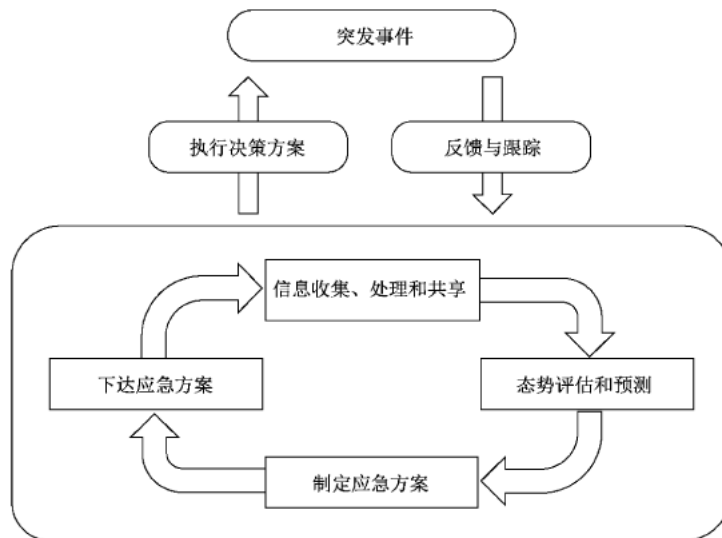 突发事件
执行决策方案
反馈与跟踪
信息收集、处理和共享
下达应急方案
态势评估和预测
制定应急方案